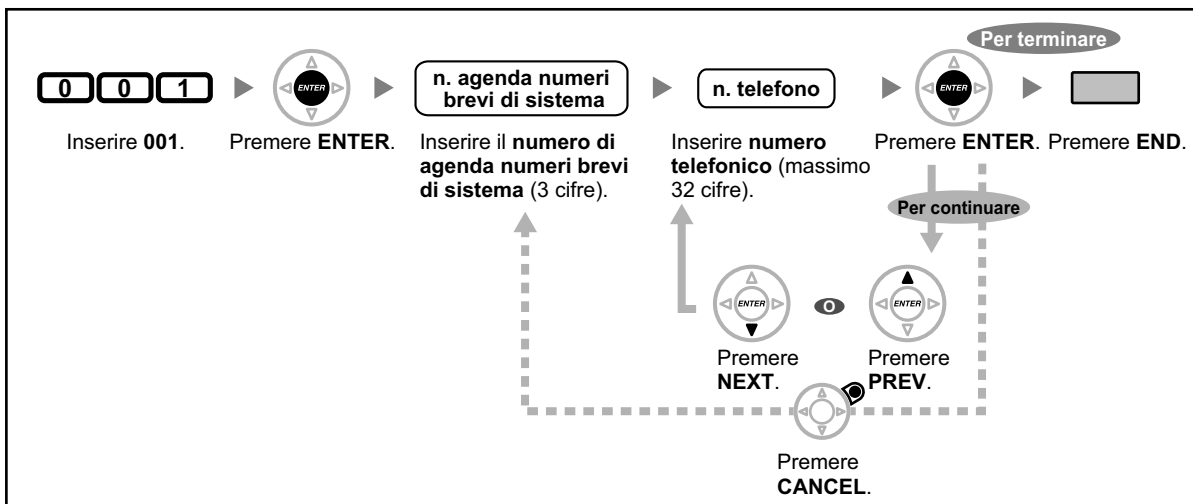 Per terminare
0 0 1
ENTER
n. agenda numeri
brevi di sistema
n. telefono
ENTER
Inserire 001.
Premere ENTER.
Inserire il numero di
agenda numeri brevi
di sistema (3 cifre).
Inserire numero
telefonico (massimo
32 cifre).
Premere ENTER.
Premere END.
Per continuare
ENTER
O
ENTER
Premere
NEXT.
Premere
PREV.
Premere
CANCEL.